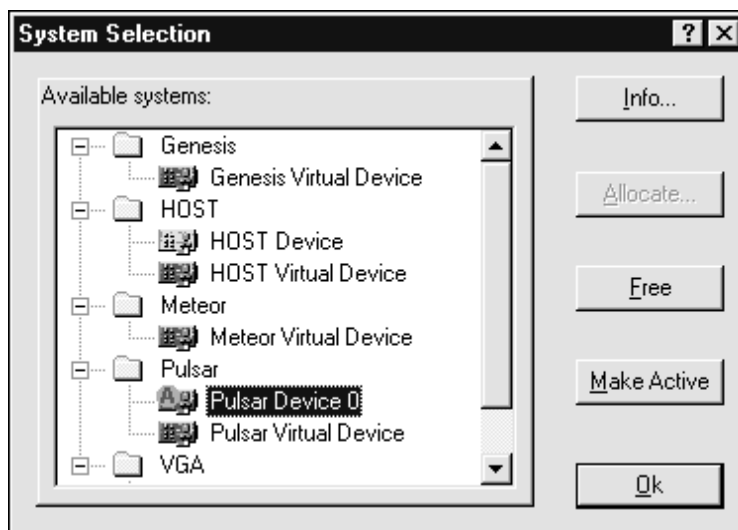 System Selection
Available systems:
Genesis
Genesis Virtual Device
HOST
HOST Device
HOST Virtual Device
Meteor
Meteor Virtual Device
Pulsar
Pulsar Device 0
Pulsar Virtual Device
VGA
Info...
Allocate...
Free
Make Active
Ok